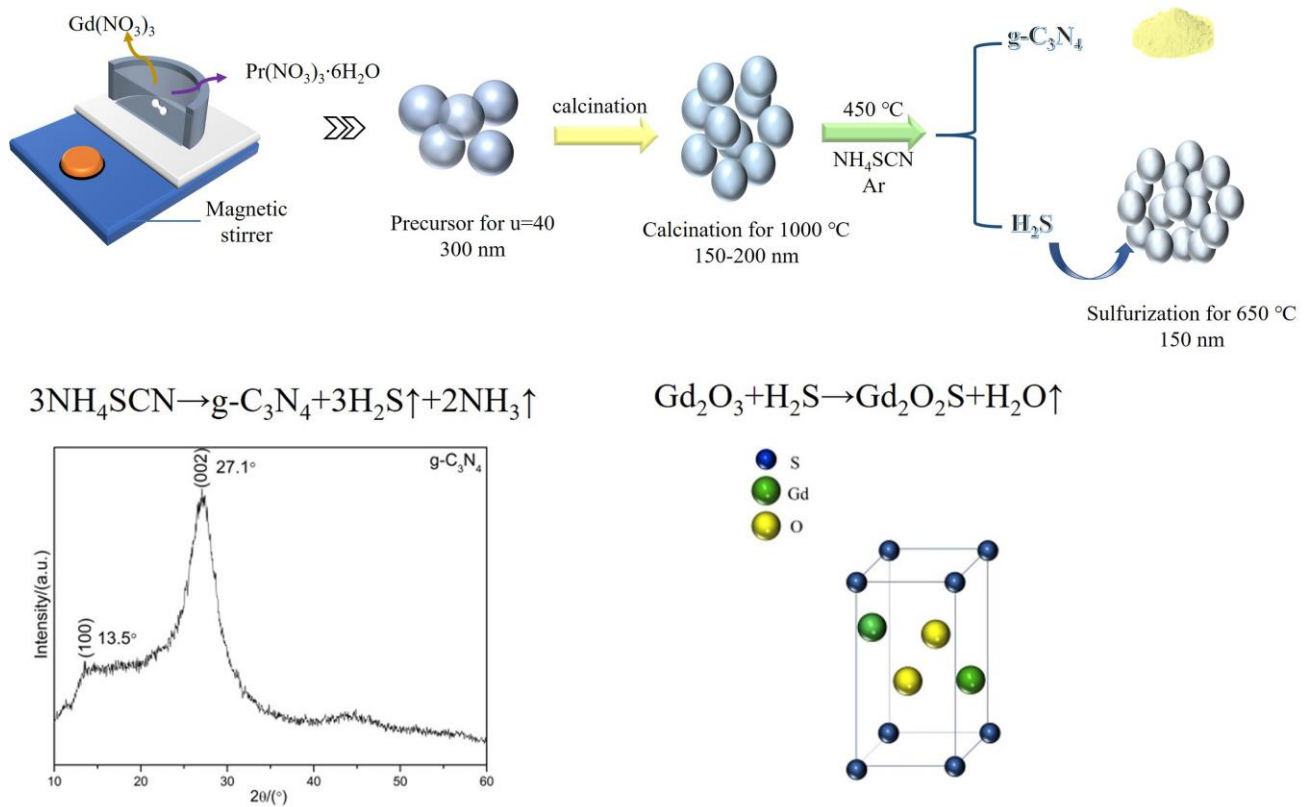 Gd(NO₃)₃
Pr(NO₃)₃·6H₂O
Magnetic
stirrer
Precursor for u=40
300 nm
calcination
Calcination for 1000 ℃
150-200 nm
450 ℃
NH₄SCN
Ar
g-C₃N₄
H₂S
Sulfurization for 650 ℃
150 nm
3NH₄SCN→g-C₃N₄+3H₂S↑+2NH₃↑
Gd₂O₃+H₂S→Gd₂O₂S+H₂O↑
g-C₃N₄
(002)
27.1°
(100)
13.5°
Intensity/(a.u.)
10
20
30
40
50
60
2θ/(°)
S
Gd
O